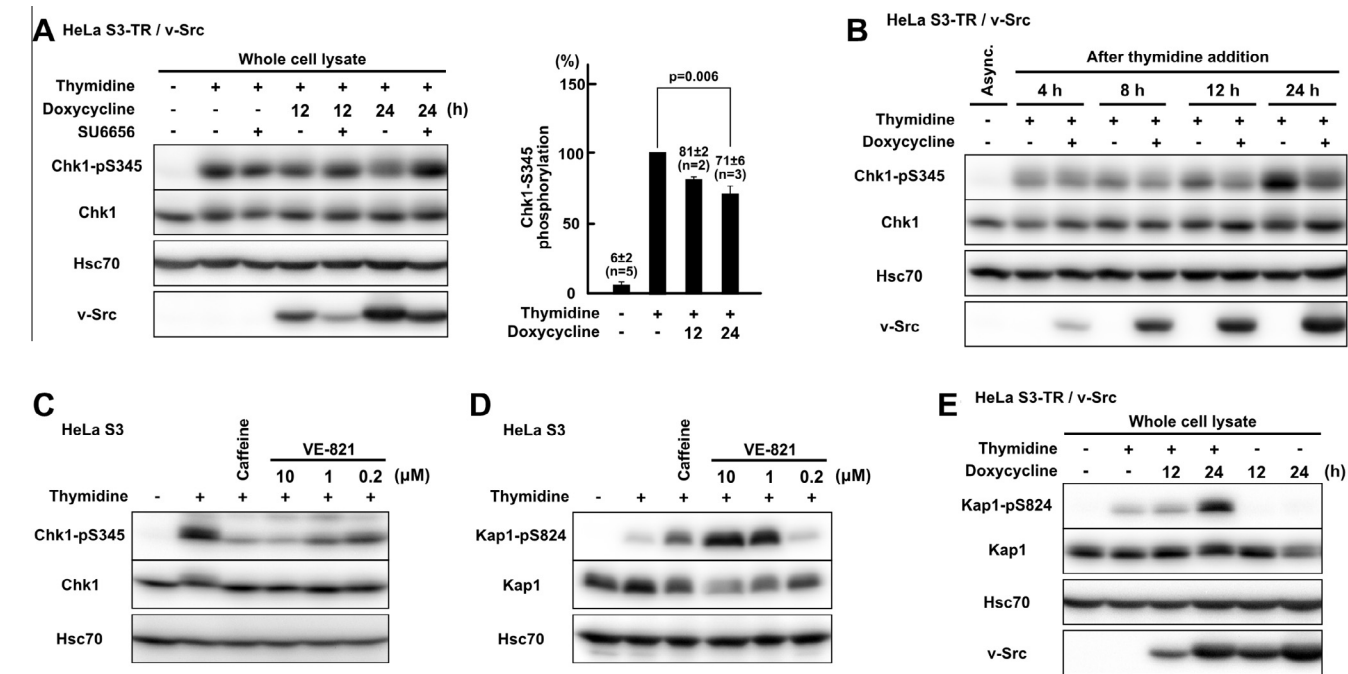 A HeLa S3-TR / v-Src
Whole cell lysate
Thymidine - + + + + + +
Doxycycline - - - 12 12 24 24 (h)
SU6656 - - + - + - +
Chk1-pS345
Chk1
Hsc70
v-Src
(%)
150
100
50
0
Chk1-S345
phosphorylation
p=0.006
6±2
(n=5)
81±2
(n=2)
71±6
(n=3)
Thymidine - + + +
Doxycycline - - 12 24
B HeLa S3-TR / v-Src
Async.
After thymidine addition
4 h 8 h 12 h 24 h
Thymidine - + + + + + + + +
Doxycycline - - + - + - + - +
Chk1-pS345
Chk1
Hsc70
v-Src
C
HeLa S3
Caffeine
VE-821
10 1 0.2 (μM)
Thymidine - + + + + +
Chk1-pS345
Chk1
Hsc70
D
HeLa S3
Caffeine
VE-821
10 1 0.2 (μM)
Thymidine - + + + + +
Kap1-pS824
Kap1
Hsc70
E HeLa S3-TR / v-Src
Whole cell lysate
Thymidine - + + + - -
Doxycycline - - 12 24 12 24 (h)
Kap1-pS824
Kap1
Hsc70
v-Src